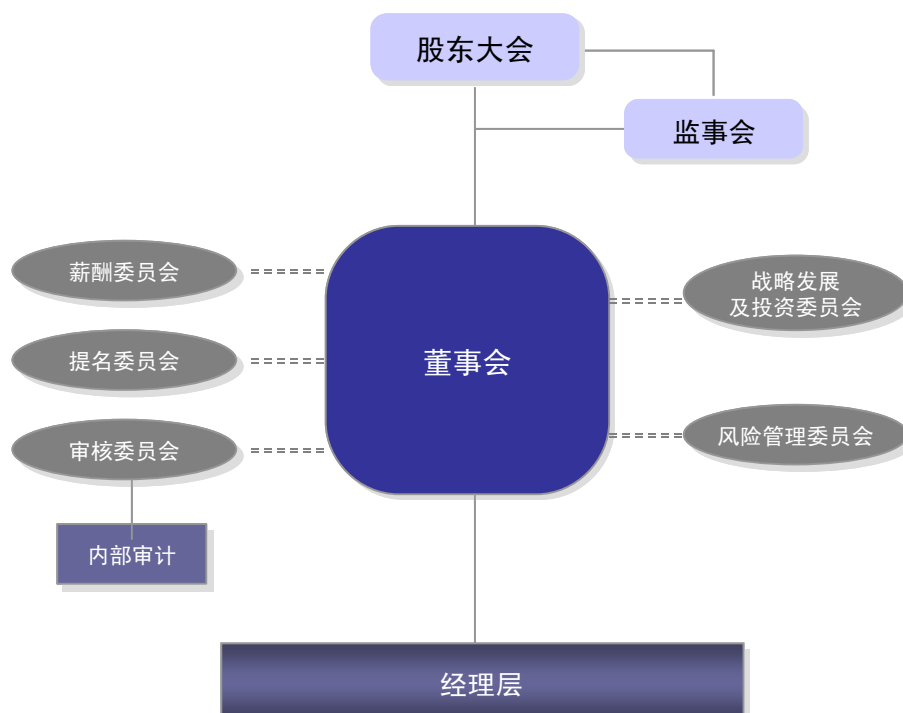 股东大会
监事会
薪酬委员会
战略发展
及投资委员会
提名委员会
董事会
审核委员会
风险管理委员会
内部审计
经理层